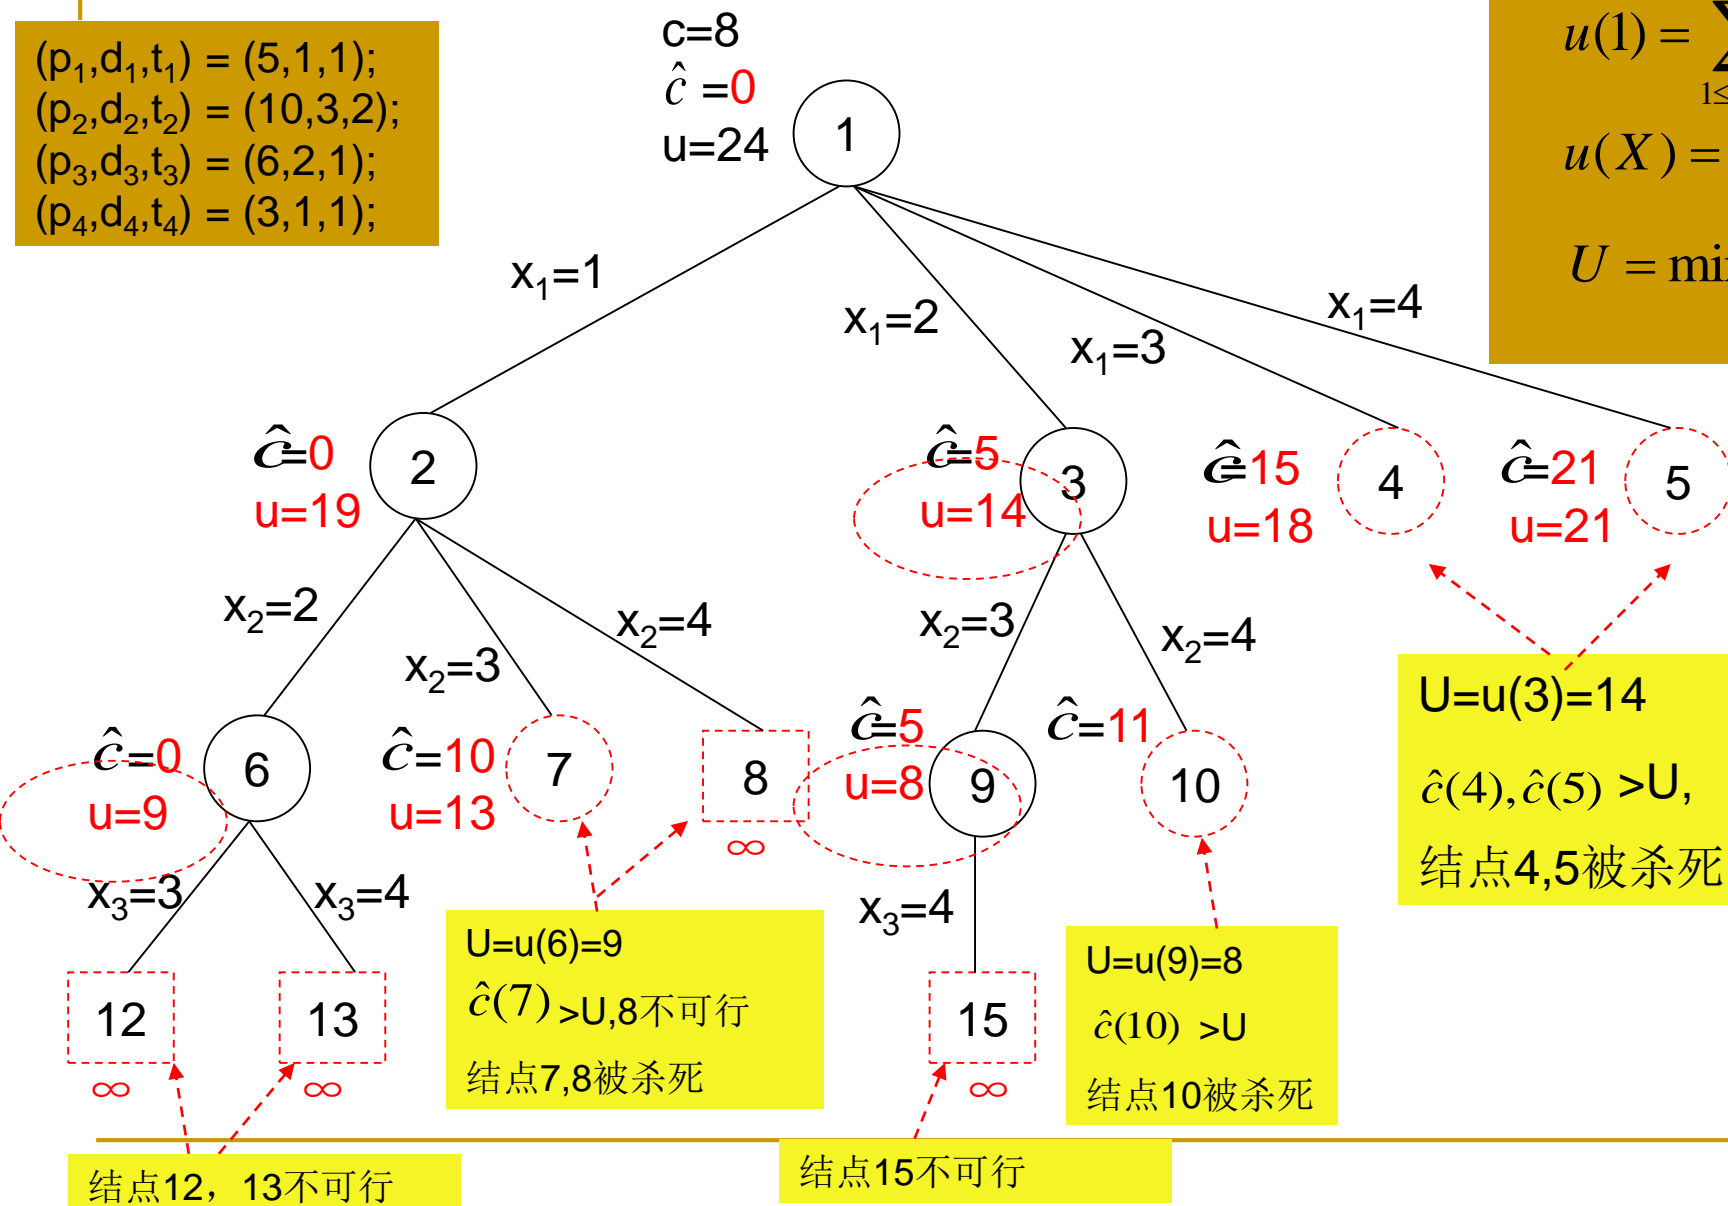 (p₁,d₁,t₁) = (5,1,1);
(p₂,d₂,t₂) = (10,3,2);
(p₃,d₃,t₃) = (6,2,1);
(p₄,d₄,t₄) = (3,1,1);
c=8
ĉ =0
u=24
1
u(1) = ∑
1≤
u(X) =
U = min
x₁=1
x₁=2
x₁=3
x₁=4
ĉ=0
u=19
2
ĉ=5
u=14
3
ĉ=15
u=18
4
ĉ=21
u=21
5
x₂=2
x₂=3
x₂=4
x₂=3
x₂=4
U=u(3)=14
ĉ(4),ĉ(5) >U,
结点4,5被杀死
ĉ=0
u=9
6
ĉ=10
u=13
7
8
∞
ĉ=5
u=8
9
ĉ=11
10
x₃=3
x₃=4
x₃=4
U=u(6)=9
ĉ(7) >U,8不可行
结点7,8被杀死
U=u(9)=8
ĉ(10) >U
结点10被杀死
12
∞
13
∞
15
∞
结点12，13不可行
结点15不可行